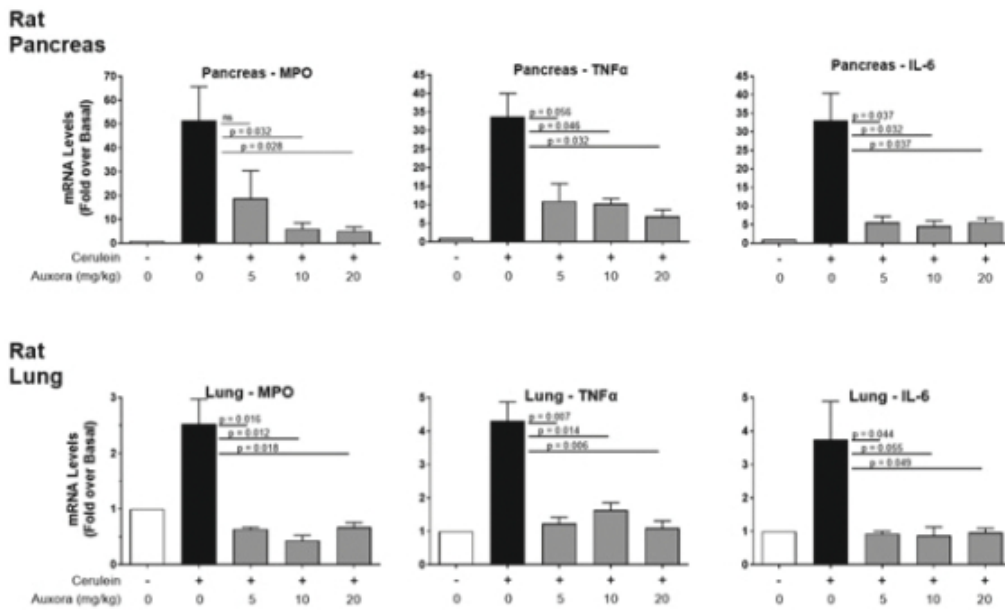 Rat
Pancreas
Pancreas - MPO
mRNA Levels
(Fold over Basal)
70
60
50
40
30
20
10
0
ns
p = 0.032
p = 0.028
Cerulein - + + + +
Auxora (mg/kg) 0 0 5 10 20
Pancreas - TNFα
45
40
35
30
25
20
15
10
5
0
p = 0.056
p = 0.046
p = 0.032
- + + + +
0 0 5 10 20
Pancreas - IL-6
45
40
35
30
25
20
15
10
5
0
p = 0.037
p = 0.032
p = 0.037
- + + + +
0 0 5 10 20
Rat
Lung
Lung - MPO
mRNA Levels
(Fold over Basal)
3
2
1
0
p = 0.016
p = 0.012
p = 0.018
Cerulein - + + + +
Auxora (mg/kg) 0 0 5 10 20
Lung - TNFα
5
4
3
2
1
0
p = 0.007
p = 0.014
p = 0.006
- + + + +
0 0 5 10 20
Lung - IL-6
5
4
3
2
1
0
p = 0.044
p = 0.055
p = 0.049
- + + + +
0 0 5 10 20